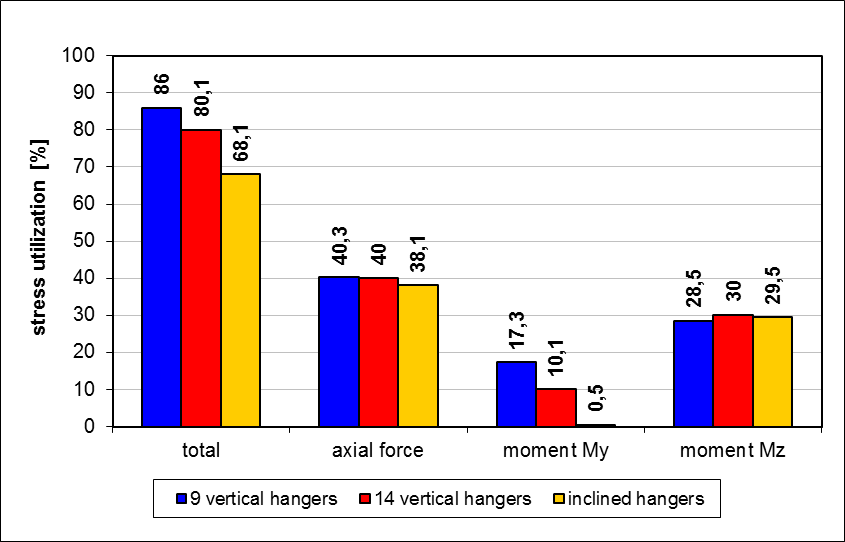 stress utilization [%]
100
90
80
70
60
50
40
30
20
10
0
86
80,1
68,1
40,3
40
38,1
17,3
10,1
0,5
28,5
30
29,5
total
axial force
moment My
moment Mz
9 vertical hangers
14 vertical hangers
inclined hangers